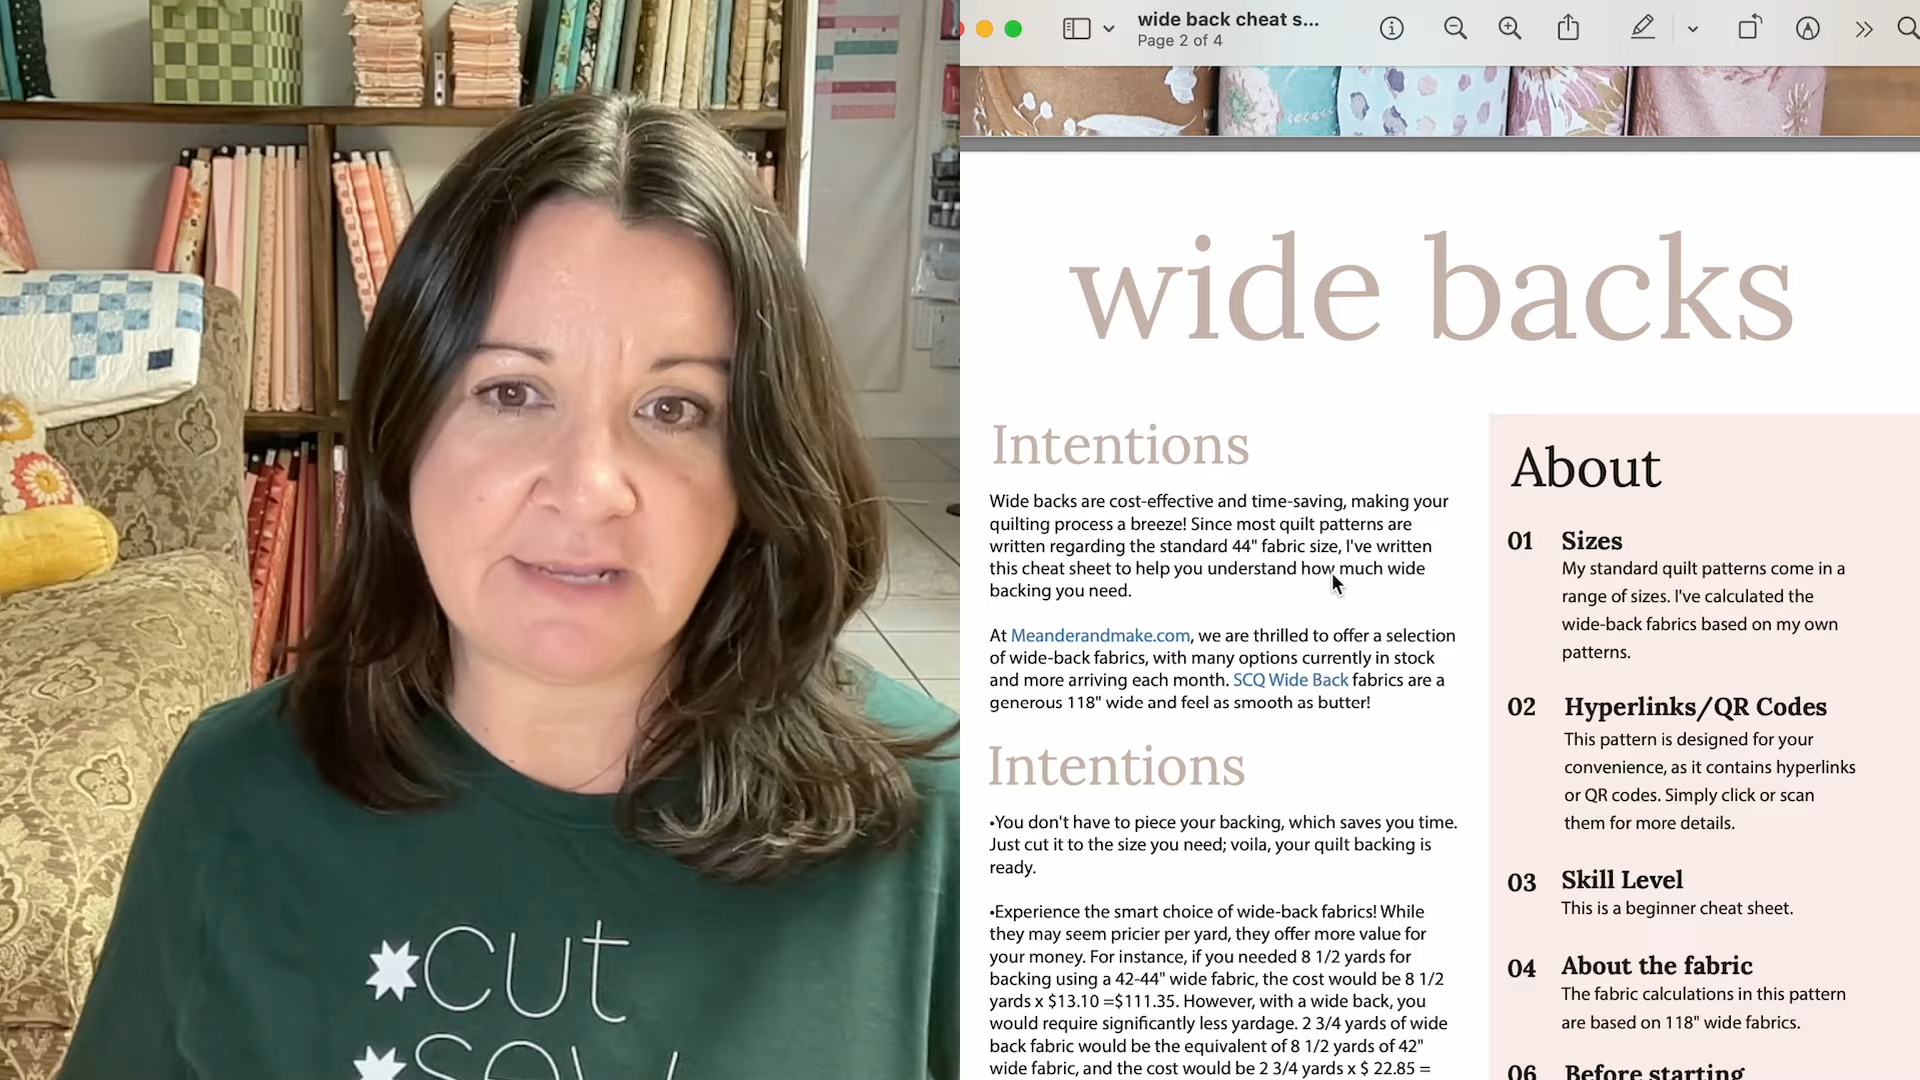 cut
sew
wide back cheat s...
Page 2 of 4
wide backs
Intentions
Wide backs are cost-effective and time-saving, making your
quilting process a breeze! Since most quilt patterns are
written regarding the standard 44" fabric size, I've written
this cheat sheet to help you understand how much wide
backing you need.
At Meanderandmake.com, we are thrilled to offer a selection
of wide-back fabrics, with many options currently in stock
and more arriving each month. SCQ Wide Back fabrics are a
generous 118" wide and feel as smooth as butter!
Intentions
•You don't have to piece your backing, which saves you time.
Just cut it to the size you need; voila, your quilt backing is
ready.
•Experience the smart choice of wide-back fabrics! While
they may seem pricier per yard, they offer more value for
your money. For instance, if you needed 8 1/2 yards for
backing using a 42-44" wide fabric, the cost would be 8 1/2
yards x $13.10 =$111.35. However, with a wide back, you
would require significantly less yardage. 2 3/4 yards of wide
back fabric would be the equivalent of 8 1/2 yards of 42"
wide fabric, and the cost would be 2 3/4 yards x $ 22.85 =
About
01 Sizes
My standard quilt patterns come in a
range of sizes. I've calculated the
wide-back fabrics based on my own
patterns.
02 Hyperlinks/QR Codes
This pattern is designed for your
convenience, as it contains hyperlinks
or QR codes. Simply click or scan
them for more details.
03 Skill Level
This is a beginner cheat sheet.
04 About the fabric
The fabric calculations in this pattern
are based on 118" wide fabrics.
06 Before starting